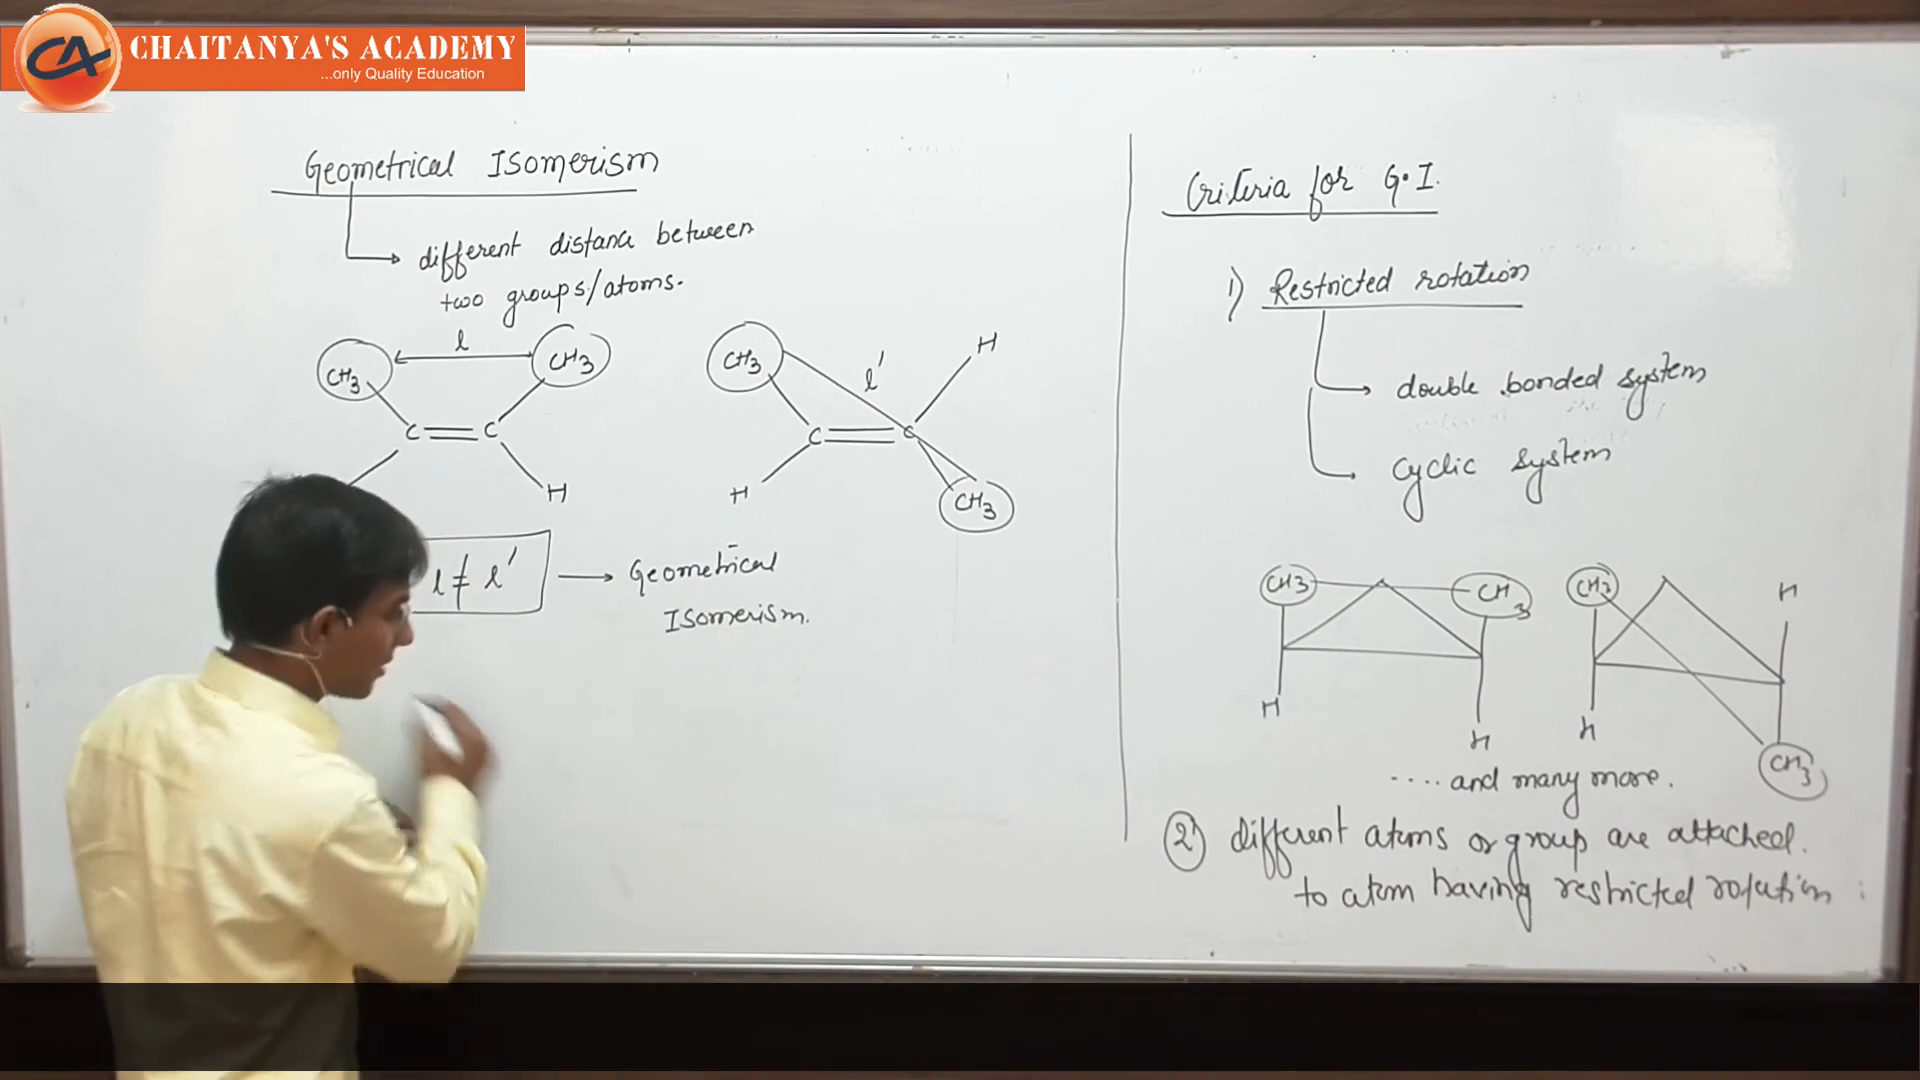 CHAITANYA'S ACADEMY
...only Quality Education
Geometrical Isomerism
different distance between
two groups/atoms.
l
CH3
CH3
C = C
H
CH3
l'
H
C = C
H
CH3
l ≠ l' → Geometrical
Isomerism.
Criteria for G.I.
1) Restricted rotation
double bonded system
cyclic system
CH3
CH3
H
H
CH3
H
H
CH3
.... and many more.
2) different atoms or group are attached.
to atom having restricted rotation